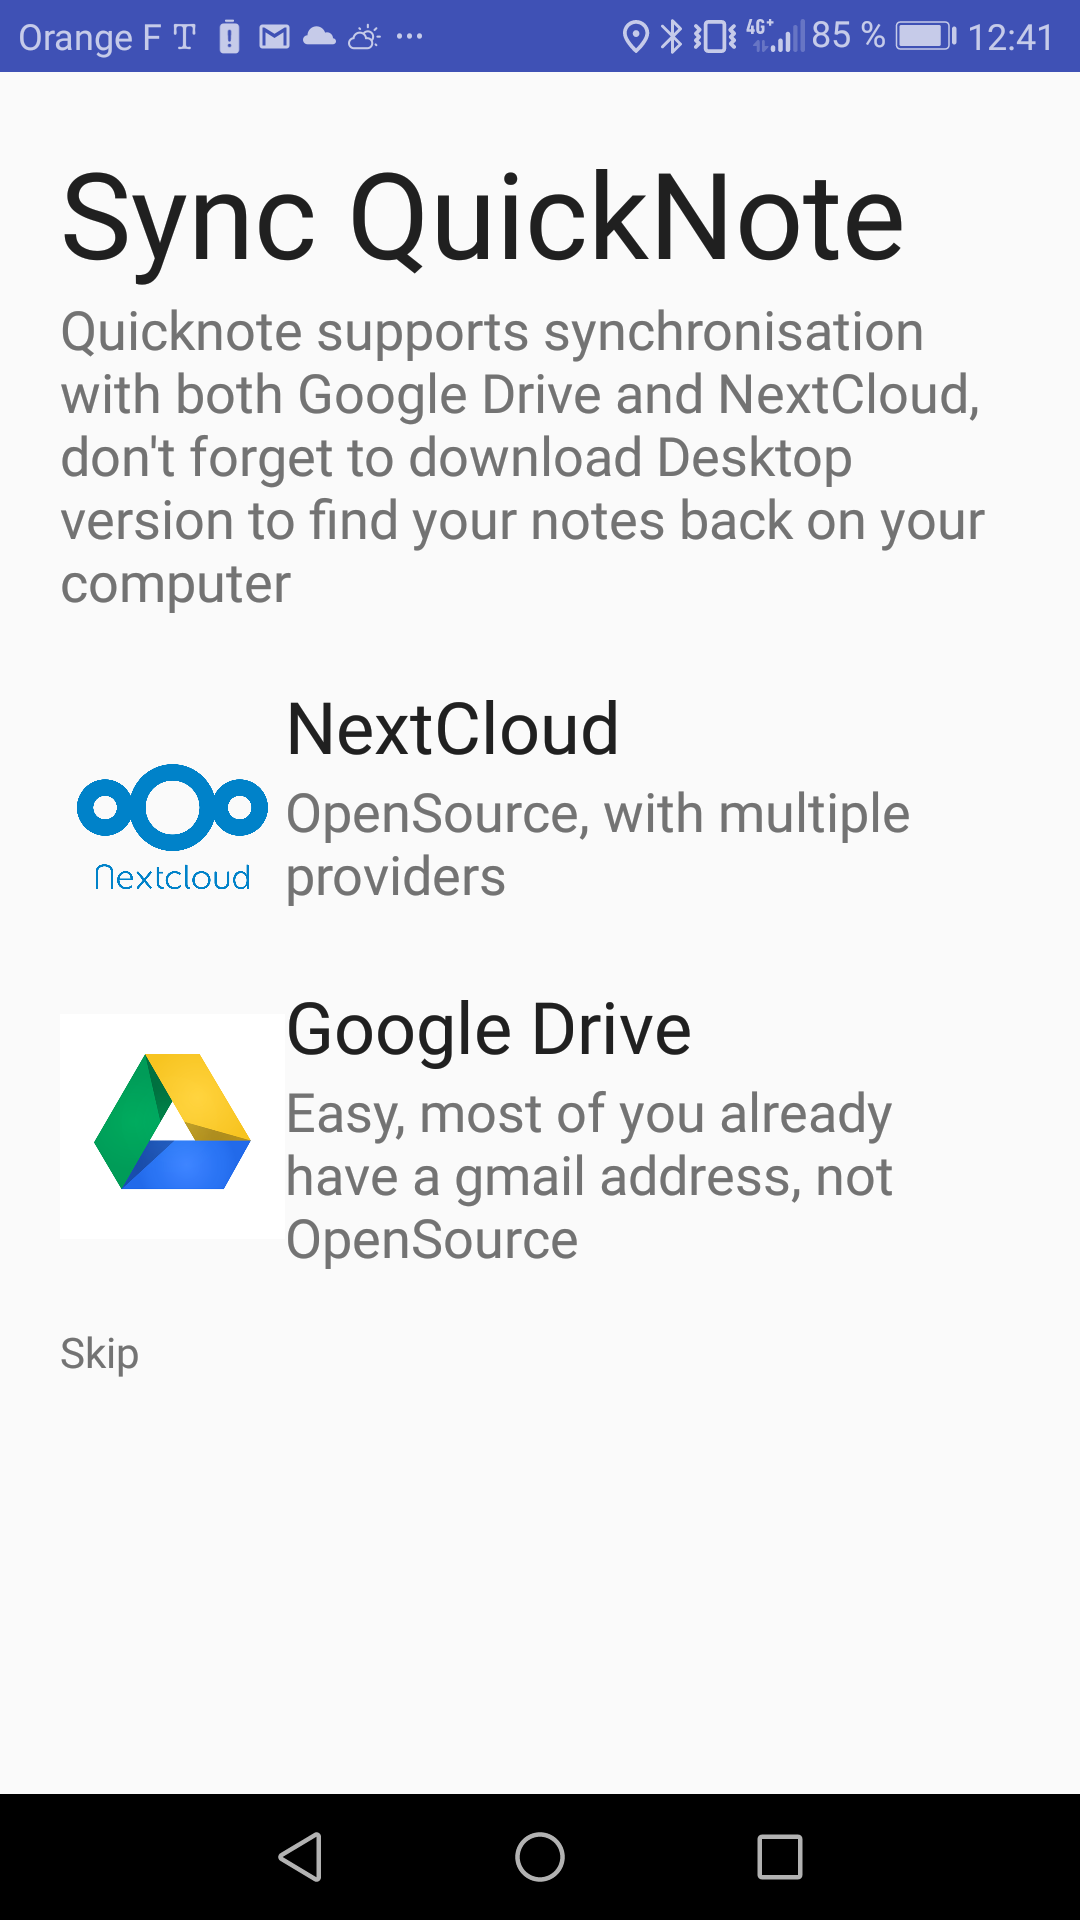 Orange F T ... 4G+ 85 % 12:41
Sync QuickNote
Quicknote supports synchronisation
with both Google Drive and NextCloud,
don't forget to download Desktop
version to find your notes back on your
computer
NextCloud
OpenSource, with multiple
providers
Nextcloud
Google Drive
Easy, most of you already
have a gmail address, not
OpenSource
Skip